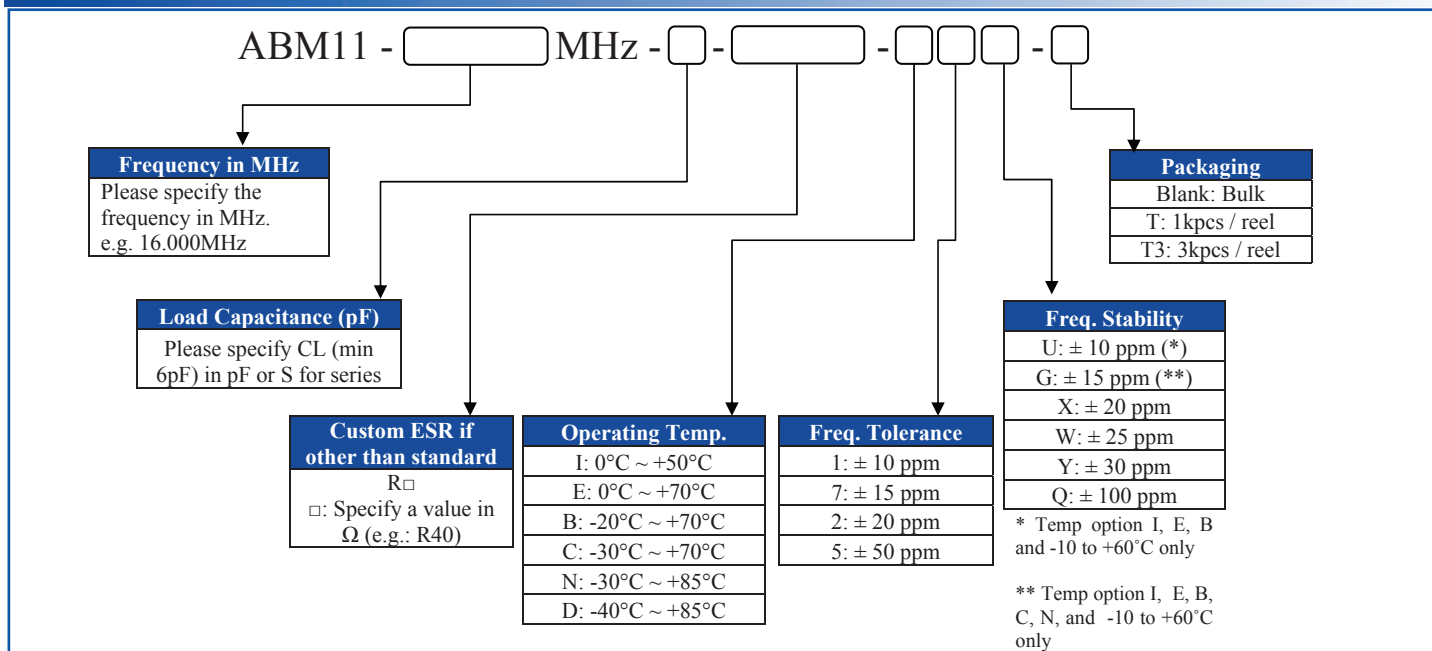 ABM11 - MHz - - - -
Frequency in MHz
Please specify the
frequency in MHz.
e.g. 16.000MHz
Packaging
Blank: Bulk
T: 1kpcs / reel
T3: 3kpcs / reel
Load Capacitance (pF)
Please specify CL (min
6pF) in pF or S for series
Custom ESR if
other than standard
R□
□: Specify a value in
Ω (e.g.: R40)
Operating Temp.
I: 0°C ~ +50°C
E: 0°C ~ +70°C
B: -20°C ~ +70°C
C: -30°C ~ +70°C
N: -30°C ~ +85°C
D: -40°C ~ +85°C
Freq. Tolerance
1: ± 10 ppm
7: ± 15 ppm
2: ± 20 ppm
5: ± 50 ppm
Freq. Stability
U: ± 10 ppm (*)
G: ± 15 ppm (**)
X: ± 20 ppm
W: ± 25 ppm
Y: ± 30 ppm
Q: ± 100 ppm
* Temp option I, E, B
and -10 to +60˚C only
** Temp option I, E, B,
C, N, and -10 to +60˚C
only